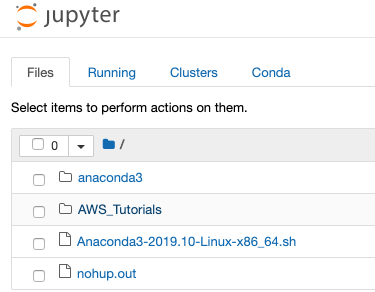 jupyter
Files Running Clusters Conda
Select items to perform actions on them.
0 /
anaconda3
AWS_Tutorials
Anaconda3-2019.10-Linux-x86_64.sh
nohup.out